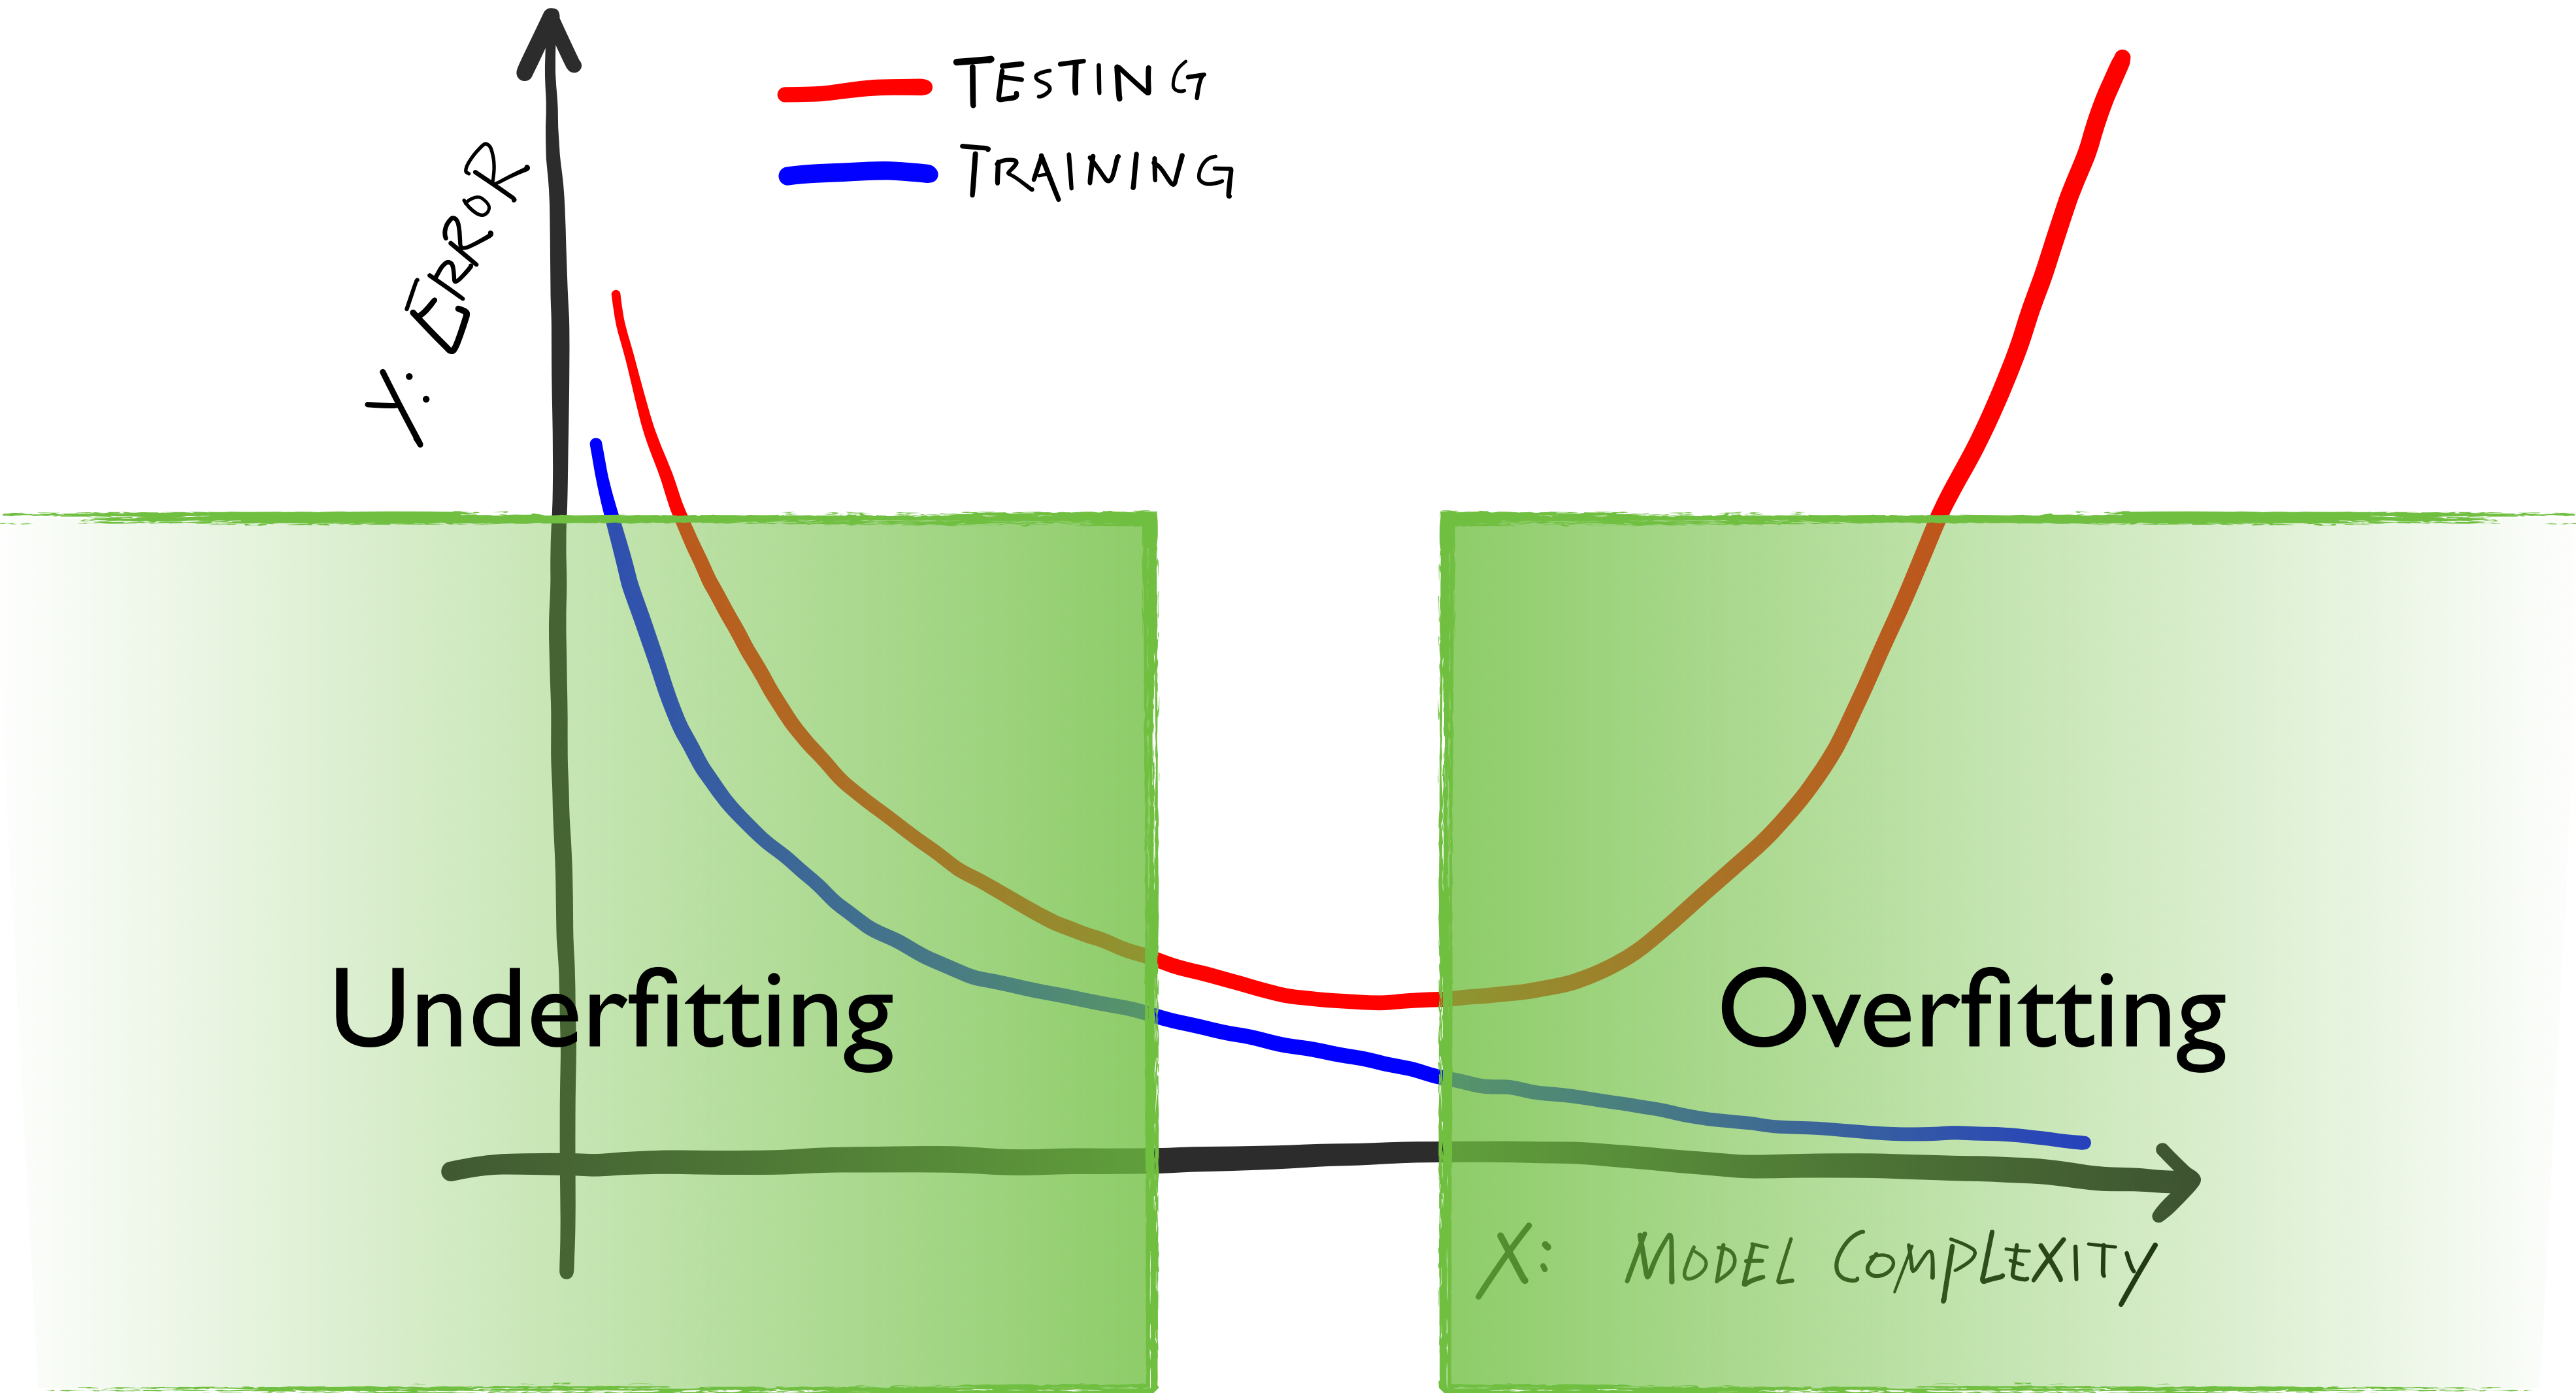 TESTING
TRAINING
Y: ERROR
Underfitting
Overfitting
X: MODEL COMPLEXITY